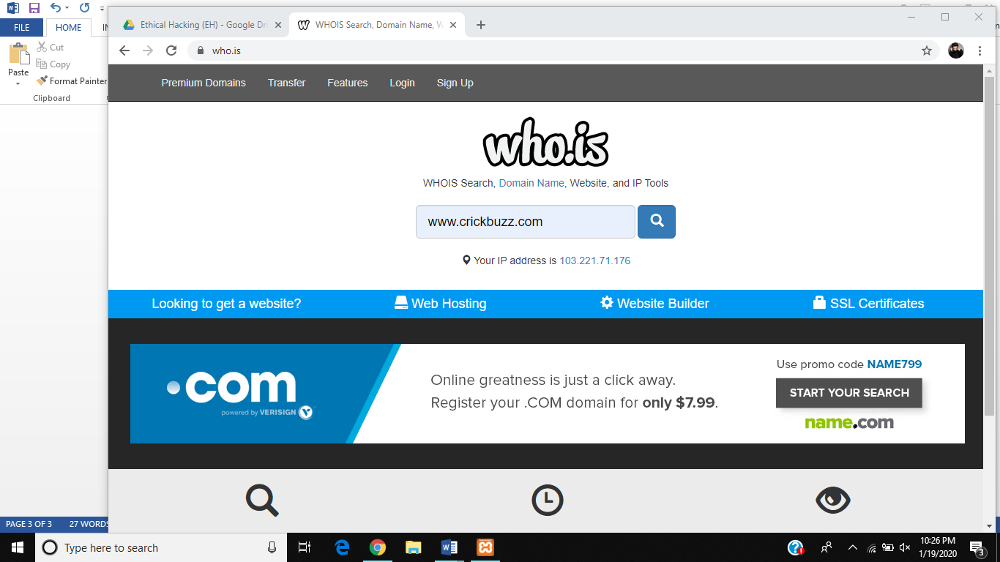 FILE
HOME
IN
Cut
Copy
Format Painter
Paste
Clipboard
Ethical Hacking (EH) - Google Dr
WHOIS Search, Domain Name, W
who.is
Premium Domains Transfer Features Login Sign Up
who.is
WHOIS Search, Domain Name, Website, and IP Tools
www.crickbuzz.com
Your IP address is 103.221.71.176
Looking to get a website? Web Hosting Website Builder SSL Certificates
.com
powered by VERISIGN
Online greatness is just a click away.
Register your .COM domain for only $7.99.
Use promo code NAME799
START YOUR SEARCH
name.com
PAGE 3 OF 3 27 WORDS
Type here to search
10:26 PM
1/19/2020
3